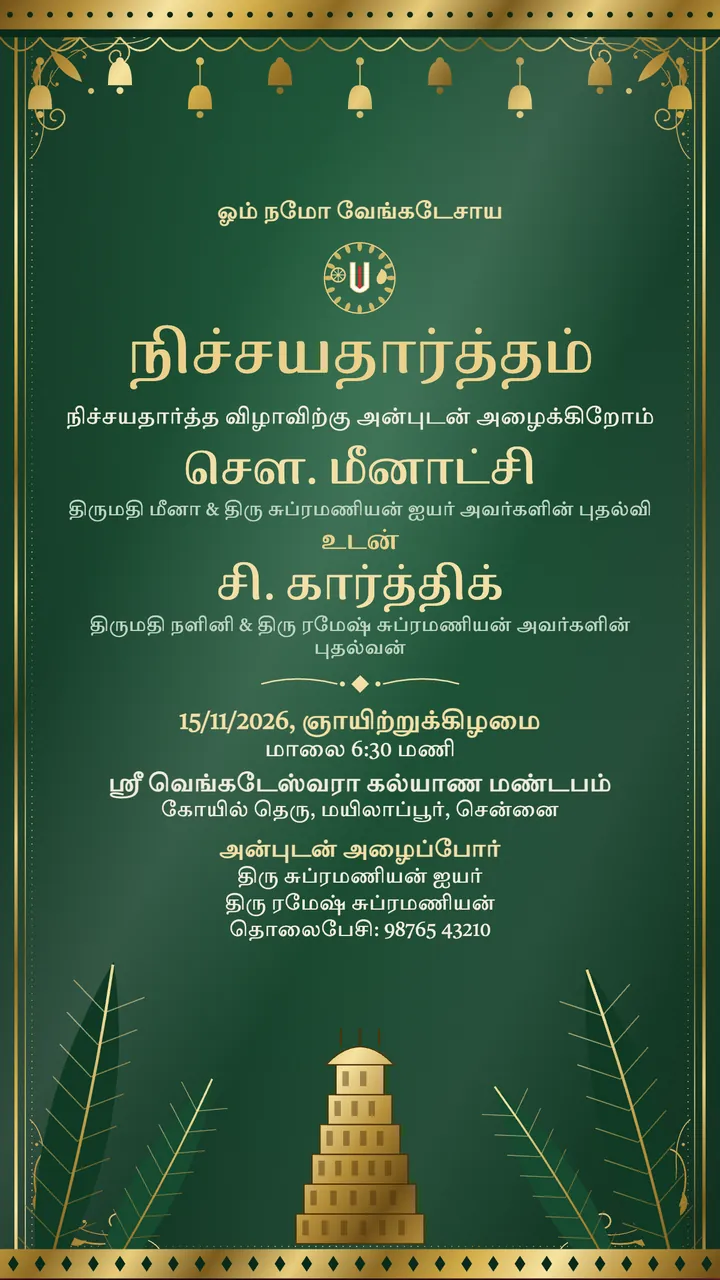 ஓம் நமோ வேங்கடேசாய
நிச்சயதார்த்தம்
நிச்சயதார்த்த விழாவிற்கு அன்புடன் அழைக்கிறோம்
சௌ. மீனாட்சி
திருமதி மீனா & திரு சுப்ரமணியன் ஐயர் அவர்களின் புதல்வி
உடன்
சி. கார்த்திக்
திருமதி நளினி & திரு ரமேஷ் சுப்ரமணியன் அவர்களின்
புதல்வன்
15/11/2026, ஞாயிற்றுக்கிழமை
மாலை 6:30 மணி
ஸ்ரீ வெங்கடேஸ்வரா கல்யாண மண்டபம்
கோயில் தெரு, மயிலாப்பூர், சென்னை
அன்புடன் அழைப்போர்
திரு சுப்ரமணியன் ஐயர்
திரு ரமேஷ் சுப்ரமணியன்
தொலைபேசி: 98765 43210